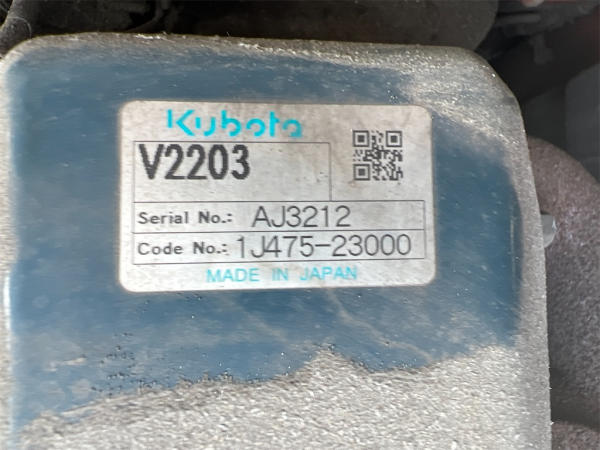 Kubota
V2203
Serial No.: AJ3212
Code No.: 1J475-23000
MADE IN JAPAN